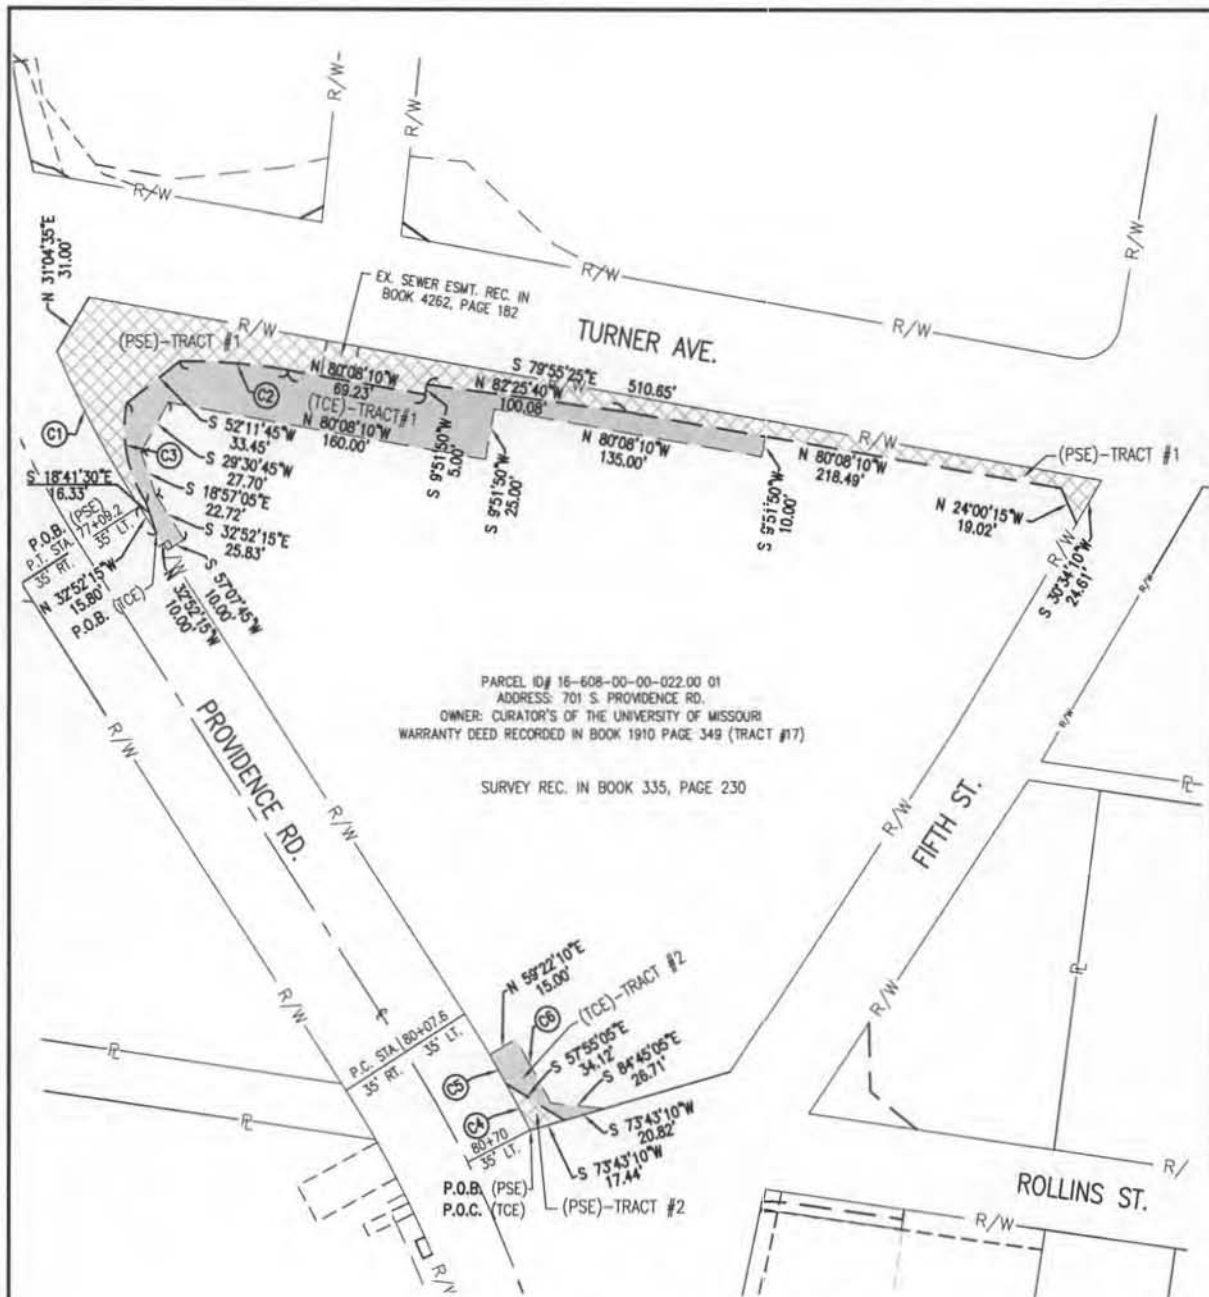 R/W
R/W
R/W
R/W
R/W
N 31°04'35"E
31.00'
EX. SEWER ESMT. REC. IN
BOOK 4262, PAGE 182
R/W
R/W
R/W
TURNER AVE.
(PSE)-TRACT #1
S 79°55'25"E 510.65'
R/W
N 80°08'10"W
69.23'
N 82°25'40"W
100.08'
C2
(TCE)-TRACT#1
N 80°08'10"W
160.00'
S 9°51'50"W
5.00'
S 9°51'50"W
25.00'
N 80°08'10"W
135.00'
S 9°51'50"W
10.00'
N 80°08'10"W
218.49'
R/W
(PSE)-TRACT #1
N 24°00'15"W
19.02'
S 30°34'10"W
24.61'
R/W
R/W
R/W
C1
C3
S 52°11'45"W
33.45'
S 29°30'45"W
27.70'
S 18°57'05"E
22.72'
S 32°52'15"E
25.83'
S 57°07'45"W
10.00'
N 32°52'15"W
10.00'
S 18°41'30"E
16.33'
P.O.B. (PSE)
P.T. STA. 77+09.2
35' RT. 35' LT.
N 32°52'15"W
15.80'
P.O.B. (TCE)
R/W
PARCEL ID# 16-608-00-00-022.00 01
ADDRESS: 701 S. PROVIDENCE RD.
OWNER: CURATOR'S OF THE UNIVERSITY OF MISSOURI
WARRANTY DEED RECORDED IN BOOK 1910 PAGE 349 (TRACT #17)
SURVEY REC. IN BOOK 335, PAGE 230
R/W
PROVIDENCE RD.
R/W
R/W
FIFTH ST.
PL
R/W
PL
R/W
N 59°22'10"E
15.00'
C6
(TCE)-TRACT #2
S 57°55'05"E
34.12'
S 84°45'05"E
26.71'
P.C. STA. 80+07.6
35' RT. 35' LT.
C5
C4
80+70
35' LT.
S 73°43'10"W
20.82'
S 73°43'10"W
17.44'
P.O.B. (PSE)
P.O.C. (TCE)
(PSE)-TRACT #2
PL
PL
R/
ROLLINS ST.
R/W
R/W